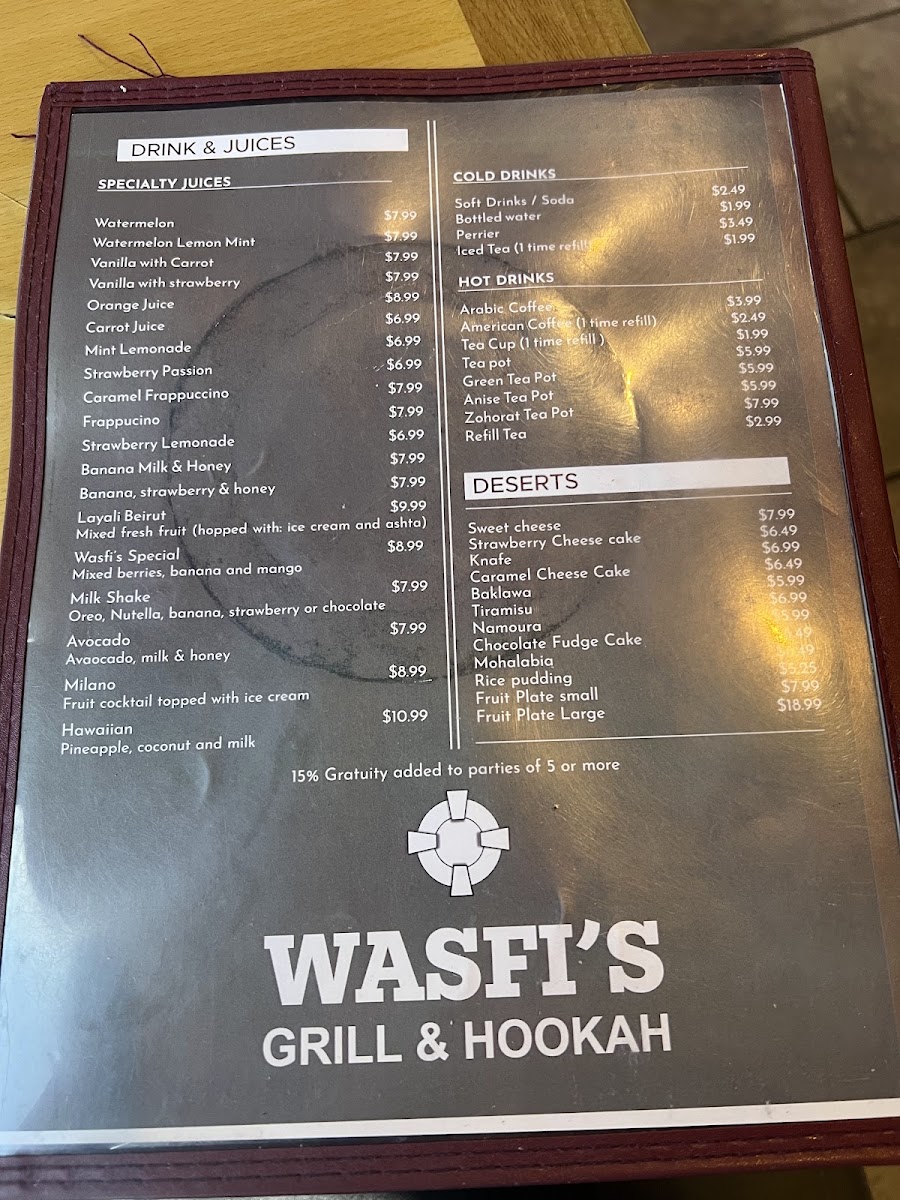 DRINK & JUICES
SPECIALTY JUICES
Watermelon $7.99
Watermelon Lemon Mint $7.99
Vanilla with Carrot $7.99
Vanilla with strawberry $7.99
Orange Juice $8.99
Carrot Juice $6.99
Mint Lemonade $6.99
Strawberry Passion $6.99
Caramel Frappuccino $7.99
Frappucino $7.99
Strawberry Lemonade $6.99
Banana Milk & Honey $7.99
Banana, strawberry & honey $7.99
Layali Beirut $9.99
Mixed fresh fruit (hopped with: ice cream and ashta)
Wasfi's Special $8.99
Mixed berries, banana and mango
Milk Shake $7.99
Oreo, Nutella, banana, strawberry or chocolate
Avocado $7.99
Avaocado, milk & honey
Milano $8.99
Fruit cocktail topped with ice cream
Hawaiian $10.99
Pineapple, coconut and milk
COLD DRINKS
Soft Drinks / Soda $2.49
Bottled water $1.99
Perrier $3.49
Iced Tea (1 time refill) $1.99
HOT DRINKS
Arabic Coffee $3.99
American Coffee (1 time refill) $2.49
Tea Cup (1 time refill ) $1.99
Tea pot $5.99
Green Tea Pot $5.99
Anise Tea Pot $5.99
Zohorat Tea Pot $7.99
Refill Tea $2.99
DESERTS
Sweet cheese $7.99
Strawberry Cheese cake $6.49
Knafe $6.99
Caramel Cheese Cake $6.49
Baklawa $5.99
Tiramisu $6.99
Namoura $5.99
Chocolate Fudge Cake
Mohalabia
Rice pudding $5.25
Fruit Plate small $7.99
Fruit Plate Large $18.99
15% Gratuity added to parties of 5 or more
WASFI'S
GRILL & HOOKAH